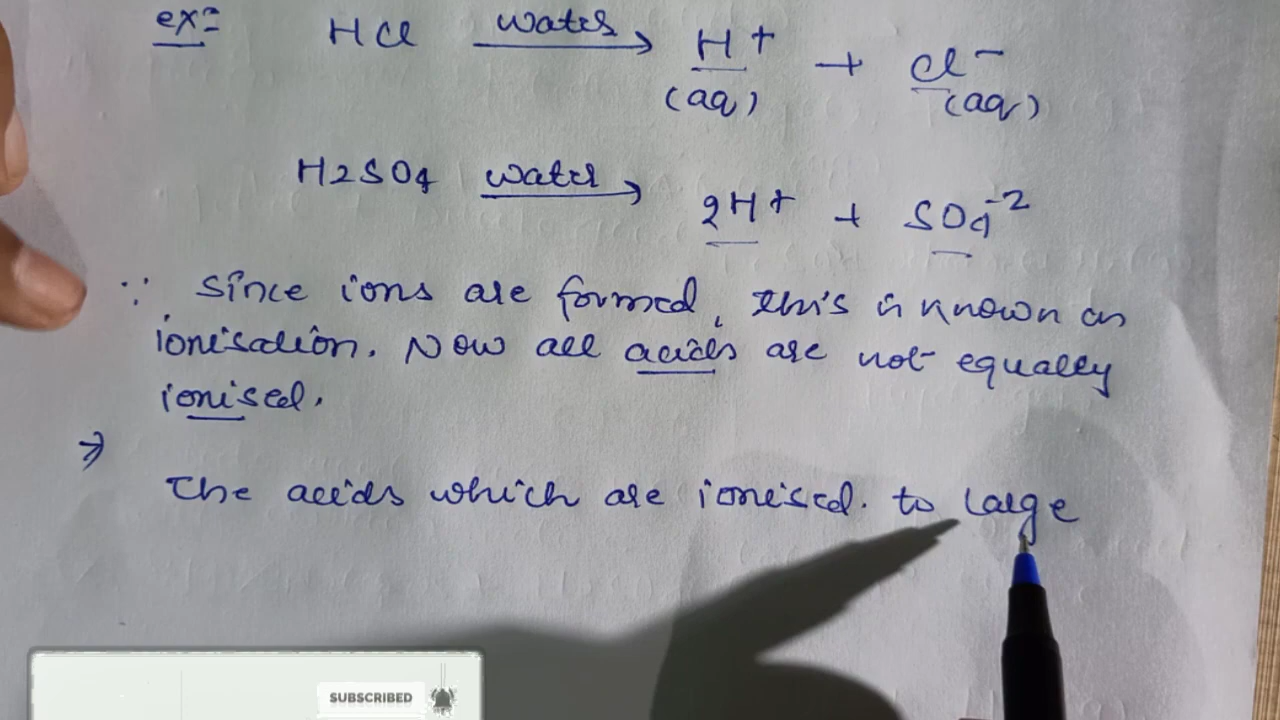 ex:- HCl water H+ + Cl-
(aq) (aq)
H2SO4 water 2H+ + SO4-2
∵ Since ions are formed, this is known as
ionisation. Now all acids are not equally
ionised.
⇒
The acids which are ionised. to large
SUBSCRIBED